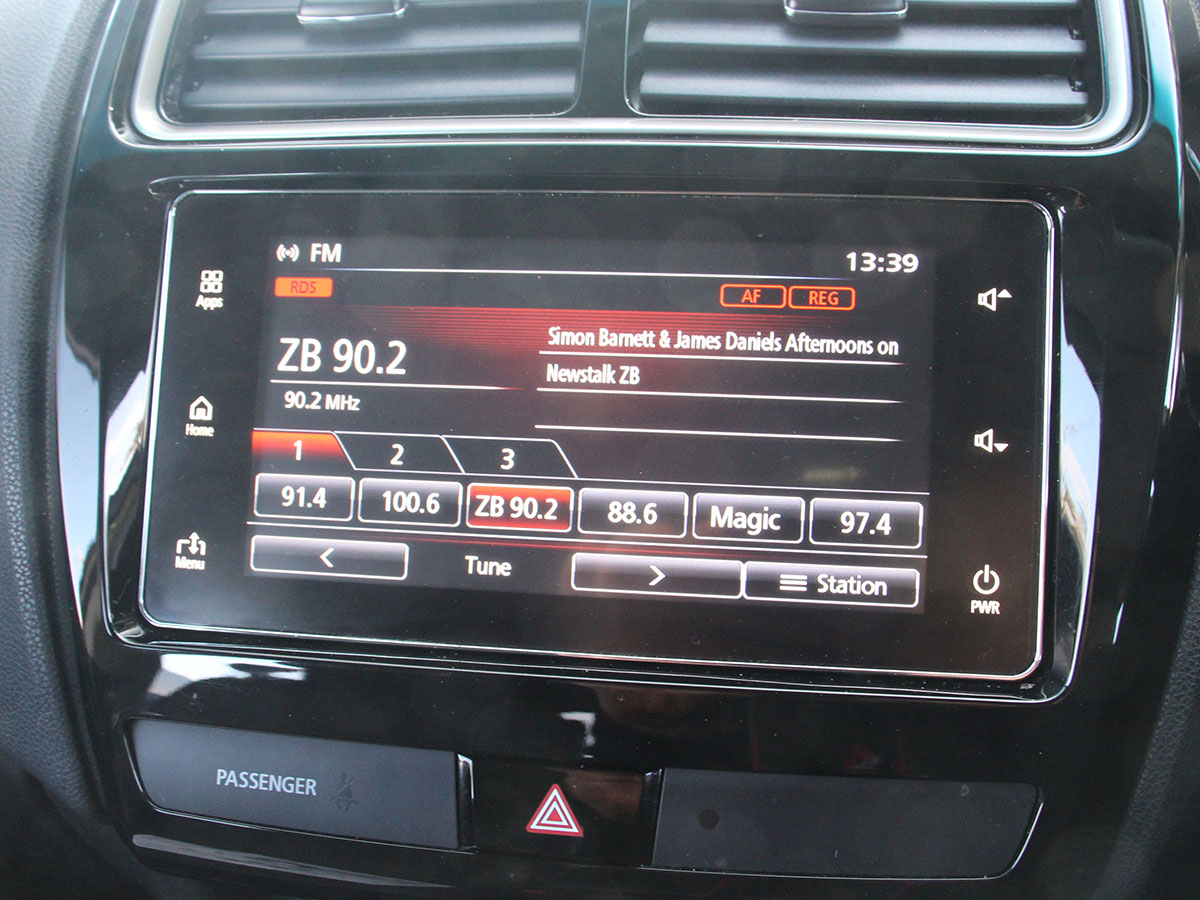 FM 13:39
RDS AF REG
Apps
Simon Barnett & James Daniels Afternoons on
ZB 90.2
Newstalk ZB
90.2 MHz
Home
1 2 3
91.4 100.6 ZB 90.2 88.6 Magic 97.4
Menu
< Tune > Station
PWR
PASSENGER